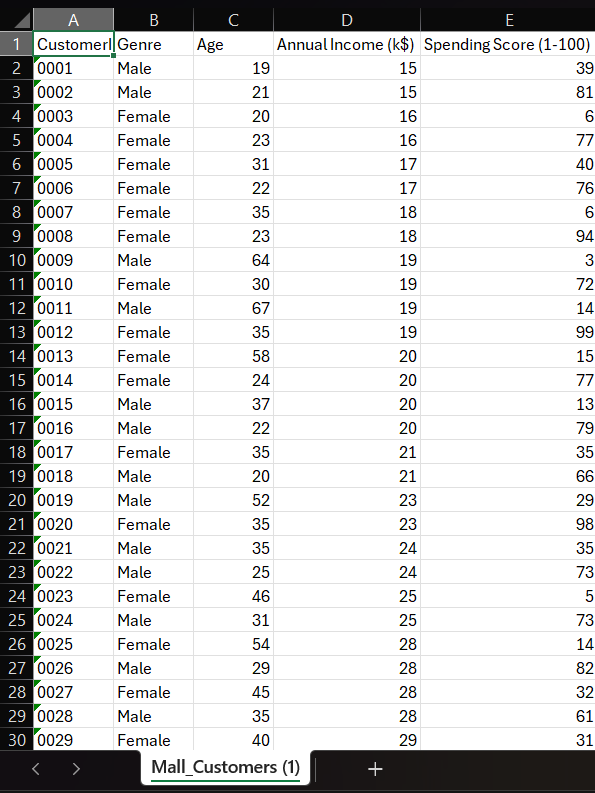 A B C D E
1 CustomerI Genre Age Annual Income (k$) Spending Score (1-100)
2 0001 Male 19 15 39
3 0002 Male 21 15 81
4 0003 Female 20 16 6
5 0004 Female 23 16 77
6 0005 Female 31 17 40
7 0006 Female 22 17 76
8 0007 Female 35 18 6
9 0008 Female 23 18 94
10 0009 Male 64 19 3
11 0010 Female 30 19 72
12 0011 Male 67 19 14
13 0012 Female 35 19 99
14 0013 Female 58 20 15
15 0014 Female 24 20 77
16 0015 Male 37 20 13
17 0016 Male 22 20 79
18 0017 Female 35 21 35
19 0018 Male 20 21 66
20 0019 Male 52 23 29
21 0020 Female 35 23 98
22 0021 Male 35 24 35
23 0022 Male 25 24 73
24 0023 Female 46 25 5
25 0024 Male 31 25 73
26 0025 Female 54 28 14
27 0026 Male 29 28 82
28 0027 Female 45 28 32
29 0028 Male 35 28 61
30 0029 Female 40 29 31
Mall_Customers (1)